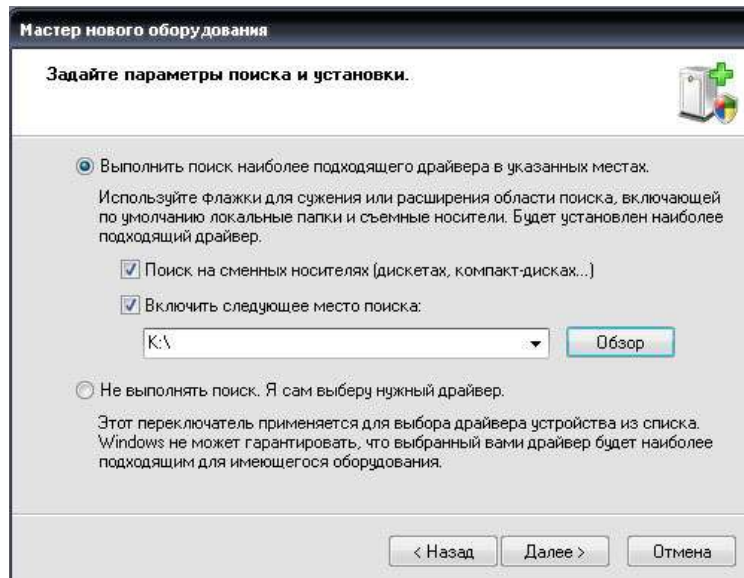 Мастер нового оборудования
Задайте параметры поиска и установки.
Выполнить поиск наиболее подходящего драйвера в указанных местах.
Используйте флажки для сужения или расширения области поиска, включающей
по умолчанию локальные папки и съемные носители. Будет установлен наиболее
подходящий драйвер.
Поиск на сменных носителях (дискетах, компакт-дисках...)
Включить следующее место поиска:
K:\
Обзор
Не выполнять поиск. Я сам выберу нужный драйвер.
Этот переключатель применяется для выбора драйвера устройства из списка.
Windows не может гарантировать, что выбранный вами драйвер будет наиболее
подходящим для имеющегося оборудования.
< Назад Далее > Отмена